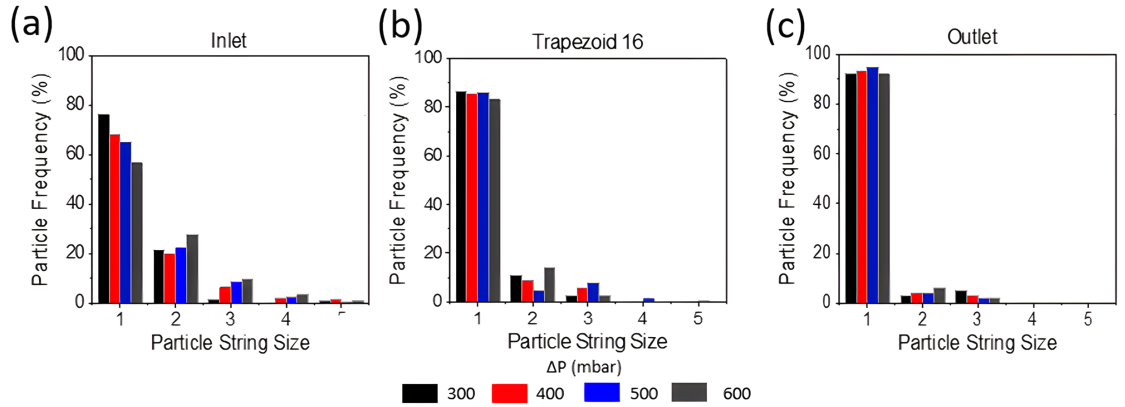 (a)
Inlet
Particle Frequency (%)
100
80
60
40
20
0
1 2 3 4
Particle String Size
(b)
Trapezoid 16
Particle Frequency (%)
100
80
60
40
20
0
1 2 3 4 5
Particle String Size
(c)
Outlet
Particle Frequency (%)
100
80
60
40
20
0
1 2 3 4 5
Particle String Size
ΔP (mbar)
300 400 500 600